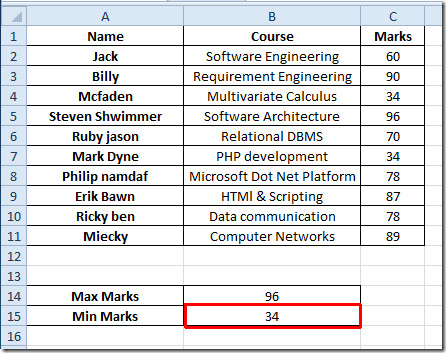 A B C
1 Name Course Marks
2 Jack Software Engineering 60
3 Billy Requirement Engineering 90
4 Mcfaden Multivariate Calculus 34
5 Steven Shwimmer Software Architecture 96
6 Ruby jason Relational DBMS 70
7 Mark Dyne PHP development 34
8 Philip namdaf Microsoft Dot Net Platform 78
9 Erik Bawn HTMl & Scripting 87
10 Ricky ben Data communication 78
11 Miecky Computer Networks 89
12
13
14 Max Marks 96
15 Min Marks 34
16